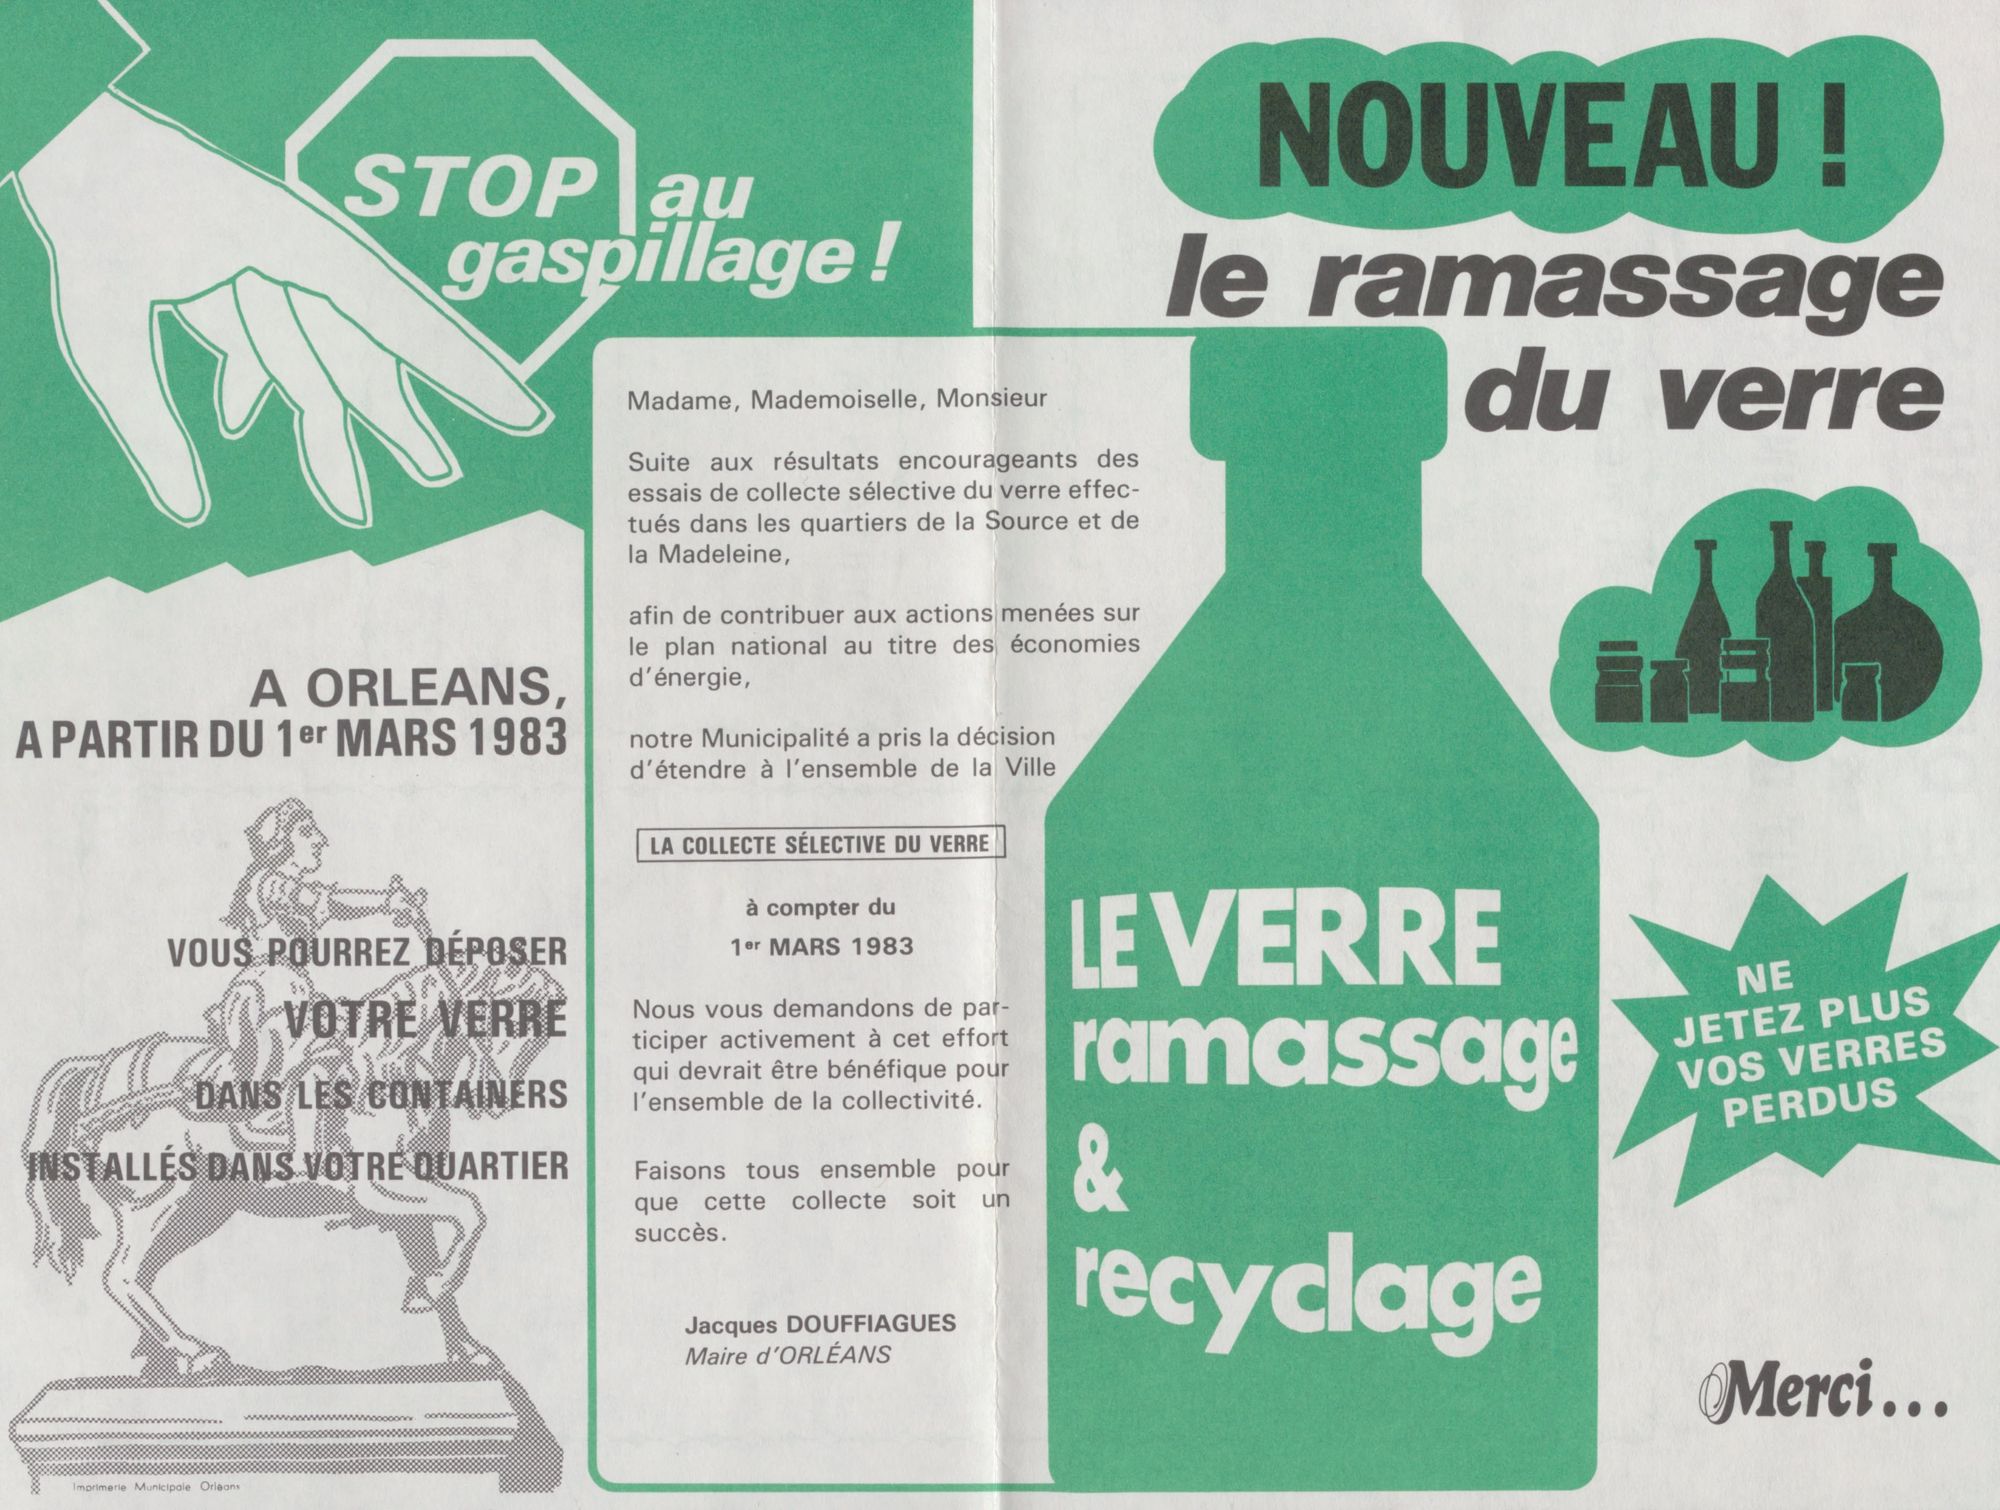 STOP au
gaspillage !
A ORLEANS,
A PARTIR DU 1er MARS 1983
VOUS POURREZ DÉPOSER
VOTRE VERRE
DANS LES CONTAINERS
INSTALLÉS DANS VOTRE QUARTIER
Imprimerie Municipale Orléans
Madame, Mademoiselle, Monsieur
Suite aux résultats encourageants des
essais de collecte sélective du verre effec-
tués dans les quartiers de la Source et de
la Madeleine,
afin de contribuer aux actions menées sur
le plan national au titre des économies
d'énergie,
notre Municipalité a pris la décision
d'étendre à l'ensemble de la Ville
LA COLLECTE SÉLECTIVE DU VERRE
à compter du
1er MARS 1983
Nous vous demandons de par-
ticiper activement à cet effort
qui devrait être bénéfique pour
l'ensemble de la collectivité.
Faisons tous ensemble pour
que cette collecte soit un
succès.
Jacques DOUFFIAGUES
Maire d'ORLÉANS
NOUVEAU !
le ramassage
du verre
LE VERRE
ramassage
&
recyclage
NE
JETEZ PLUS
VOS VERRES
PERDUS
Merci...